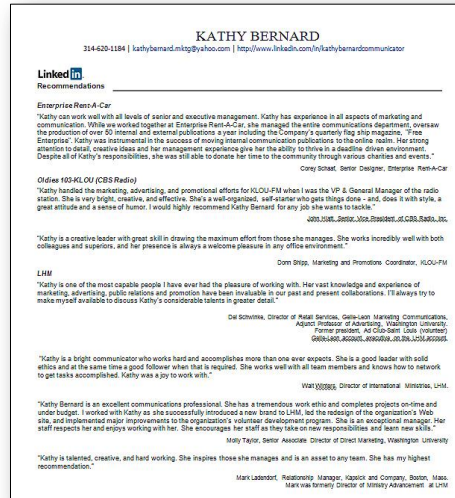 KATHY BERNARD
314-620-1184 | kathybernard.mktg@yahoo.com | http://www.linkedin.com/in/kathybernardcommunicator
Linked in
Recommendations
Enterprise Rent-A-Car
"Kathy can work well with all levels of senior and executive management. Kathy has experience in all aspects of marketing and
communication. While we worked together at Enterprise Rent-A-Car, she managed the entire communications department, oversaw
the production of over 50 internal and external publications a year including the Company's quarterly flag ship magazine, "Free
Enterprise". Kathy was instrumental in the success of moving internal communication publications to the online realm. Her strong
attention to detail, creative ideas and her management experience give her the ability to thrive in a deadline driven environment.
Despite all of Kathy's responsibilities, she was still able to donate her time to the community through various charities and events."
Corey Schaaf, Senior Designer, Enterprise Rent-A-Car
Oldies 103-KLOU (CBS Radio)
"Kathy handled the marketing, advertising, and promotional efforts for KLOU-FM when I was the VP & General Manager of the radio
station. She is very bright, creative, and effective. She's a well-organized, self-starter who gets things done - and, does it with style, a
great attitude and a sense of humor. I would highly recommend Kathy Bernard for any job she wants to tackle."
John Hiatt, Senior Vice President of CBS Radio, Inc.
"Kathy is a creative leader with great skill in drawing the maximum effort from those she manages. She works incredibly well with both
colleagues and superiors, and her presence is always a welcome pleasure in any office environment."
Donn Shipp, Marketing and Promotions Coordinator, KLOU-FM
LHM
"Kathy is one of the most capable people I have ever had the pleasure of working with. Her vast knowledge and experience of
marketing, advertising, public relations and promotion have been invaluable in our past and present collaborations. I'll always try to
make myself available to discuss Kathy's considerable talents in greater detail."
Del Schwinke, Director of Retail Services, Geile-Leon Marketing Communications,
Adjunct Professor of Advertising, Washington University.
Former president, Ad Club-Saint Louis (volunteer)
Geile-Leon account executive on the LHM account.
"Kathy is a bright communicator who works hard and accomplishes more than one ever expects. She is a good leader with solid
ethics and at the same time a good follower when that is required. She works well with all team members and knows how to network
to get tasks accomplished. Kathy was a joy to work with."
Walt Winters, Director of International Ministries, LHM.
"Kathy Bernard is an excellent communications professional. She has a tremendous work ethic and completes projects on-time and
under budget. I worked with Kathy as she successfully introduced a new brand to LHM, led the redesign of the organization's Web
site, and implemented major improvements to the organization's volunteer development program. She is an exceptional manager. Her
staff respects her and enjoys working with her. She encourages her staff as they take on new responsibilities and learn new skills."
Molly Taylor, Senior Associate Director of Direct Marketing, Washington University
"Kathy is talented, creative, and hard working. She inspires those she manages and is an asset to any team. She has my highest
recommendation."
Mark Ladendorf, Relationship Manager, Kapsick and Company, Boston, Mass.
Mark was formerly Director of Ministry Advancement at LHM